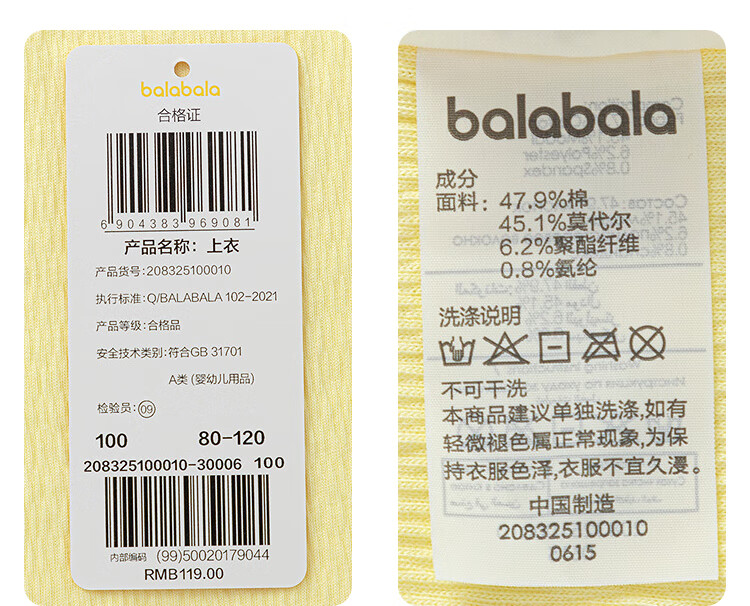 balabala
合格证
6904383969081
产品名称：上衣
产品货号：208325100010
执行标准：Q/BALABALA 102-2021
产品等级：合格品
安全技术类别：符合GB 31701
A类 (婴幼儿用品)
检验员：09
100 80-120
208325100010-30006 100
内部编码 (99)50020179044
RMB119.00
balabala
成分
面料：47.9%棉
45.1%莫代尔
6.2%聚酯纤维
0.8%氨纶
洗涤说明
不可干洗
本商品建议单独洗涤,如有
轻微褪色属正常现象,为保
持衣服色泽,衣服不宜久浸。
中国制造
208325100010
0615